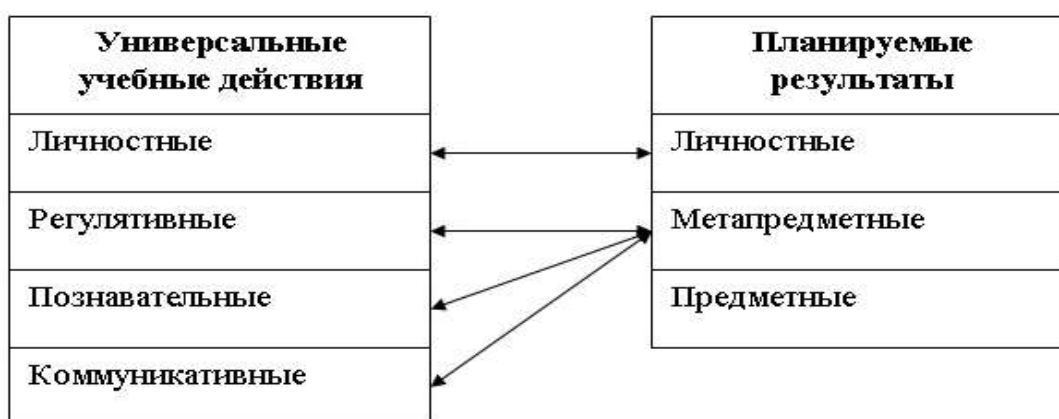 Универсальные
учебные действия
Личностные
Регулятивные
Познавательные
Коммуникативные
Планируемые
результаты
Личностные
Метапредметные
Предметные